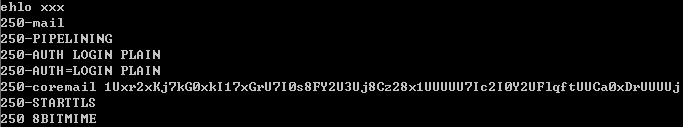 ehlo xxx
250-mail
250-PIPELINING
250-AUTH LOGIN PLAIN
250-AUTH=LOGIN PLAIN
250-coremail 1Uxr2xKj7kG0xkI17xGrU7I0s8FY2U3Uj8Cz28x1UUUUU7Ic2I0Y2UFlqftUUCa0xDrUUUUj
250-STARTTLS
250 8BITMIME